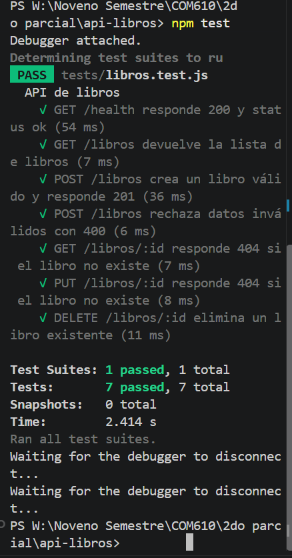 PS W:\Noveno Semestre\COM610\2d
o parcial\api-libros> npm test
Debugger attached.
Determining test suites to ru
PASS tests/libros.test.js
API de libros
√ GET /health responde 200 y stat
us ok (54 ms)
√ GET /libros devuelve la lista d
e libros (7 ms)
√ POST /libros crea un libro váli
do y responde 201 (36 ms)
√ POST /libros rechaza datos invá
lidos con 400 (6 ms)
√ GET /libros/:id responde 404 si
el libro no existe (7 ms)
√ PUT /libros/:id responde 404 si
el libro no existe (8 ms)
√ DELETE /libros/:id elimina un l
ibro existente (11 ms)
Test Suites: 1 passed, 1 total
Tests: 7 passed, 7 total
Snapshots: 0 total
Time: 2.414 s
Ran all test suites.
Waiting for the debugger to disconnec
t...
Waiting for the debugger to disconnec
t...
PS W:\Noveno Semestre\COM610\2do parc
ial\api-libros>